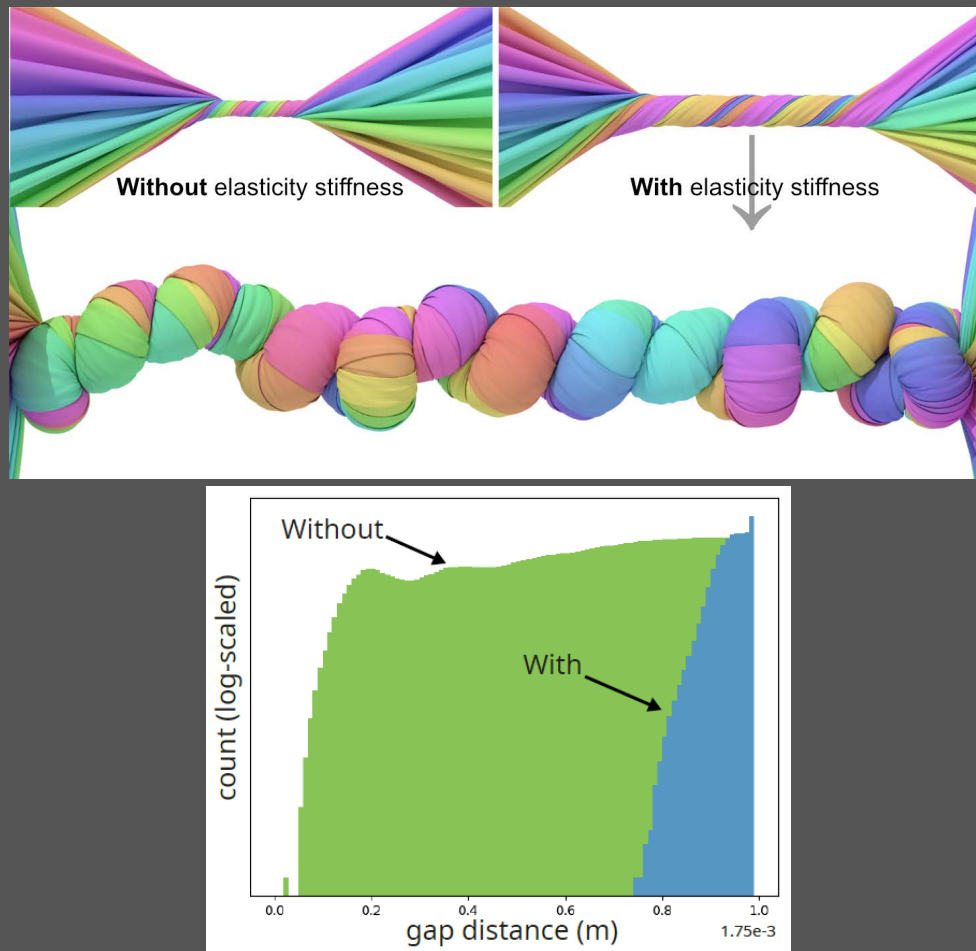 Without elasticity stiffness
With elasticity stiffness
Without
With
count (log-scaled)
0.0 0.2 0.4 0.6 0.8 1.0
gap distance (m)
1.75e-3